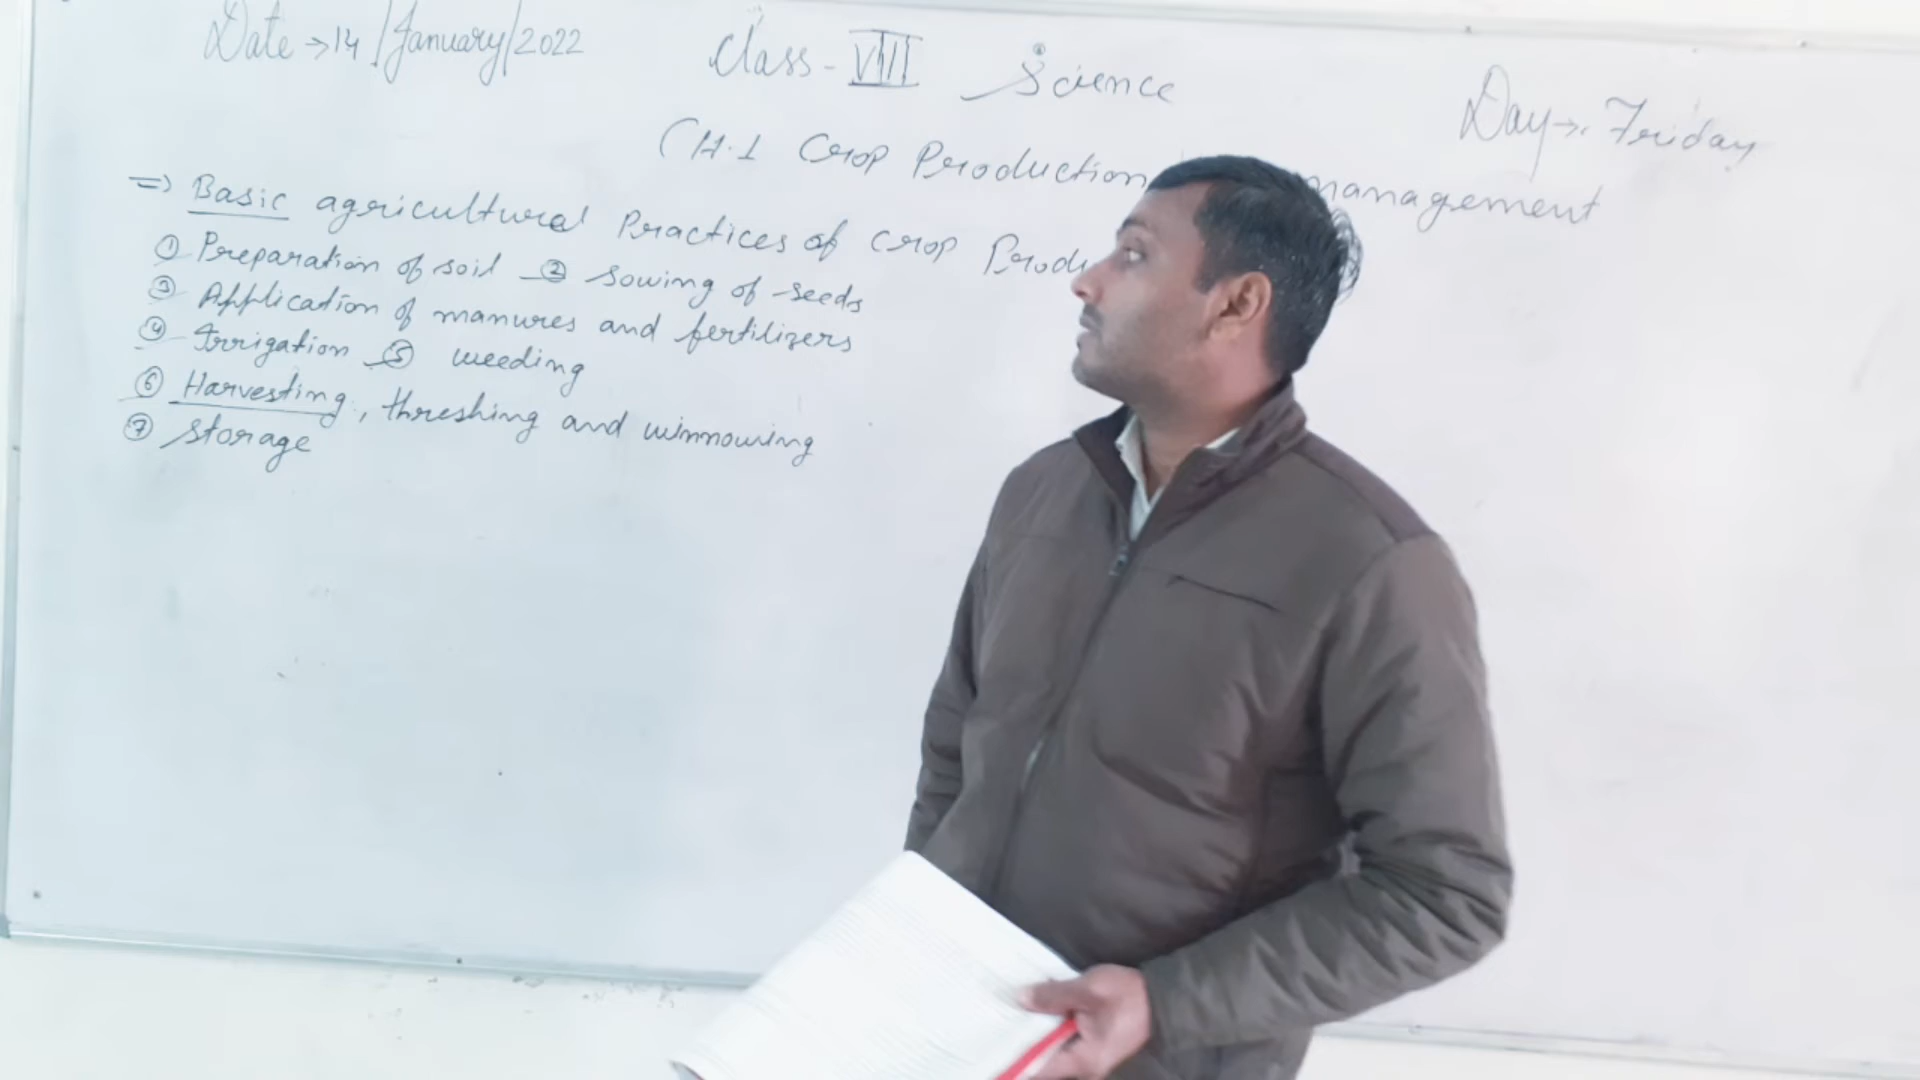 Date → 14/January/2022
Class - VIII Science
Day → Friday
CH.1 Crop Production management
⇒ Basic agricultural Practices of crop Produ
① Preparation of soil ② sowing of seeds
③ Application of manures and fertilizers
④ Irrigation ⑤ weeding
⑥ Harvesting, threshing and winnowing
⑦ Storage